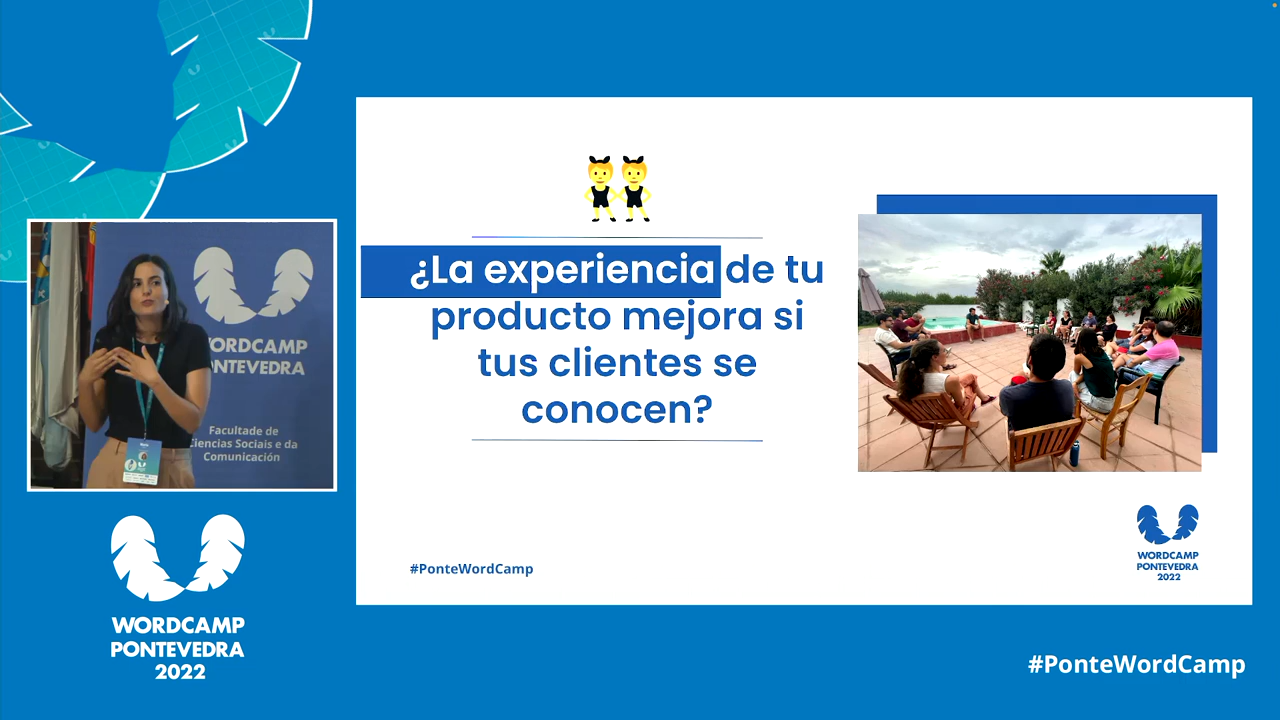 WORDCAMP
PONTEVEDRA
Facultade de
Ciencias Sociais e da
Comunicación
WORDCAMP
PONTEVEDRA
2022
¿La experiencia de tu
producto mejora si
tus clientes se
conocen?
#PonteWordCamp
WORDCAMP
PONTEVEDRA
2022
#PonteWordCamp